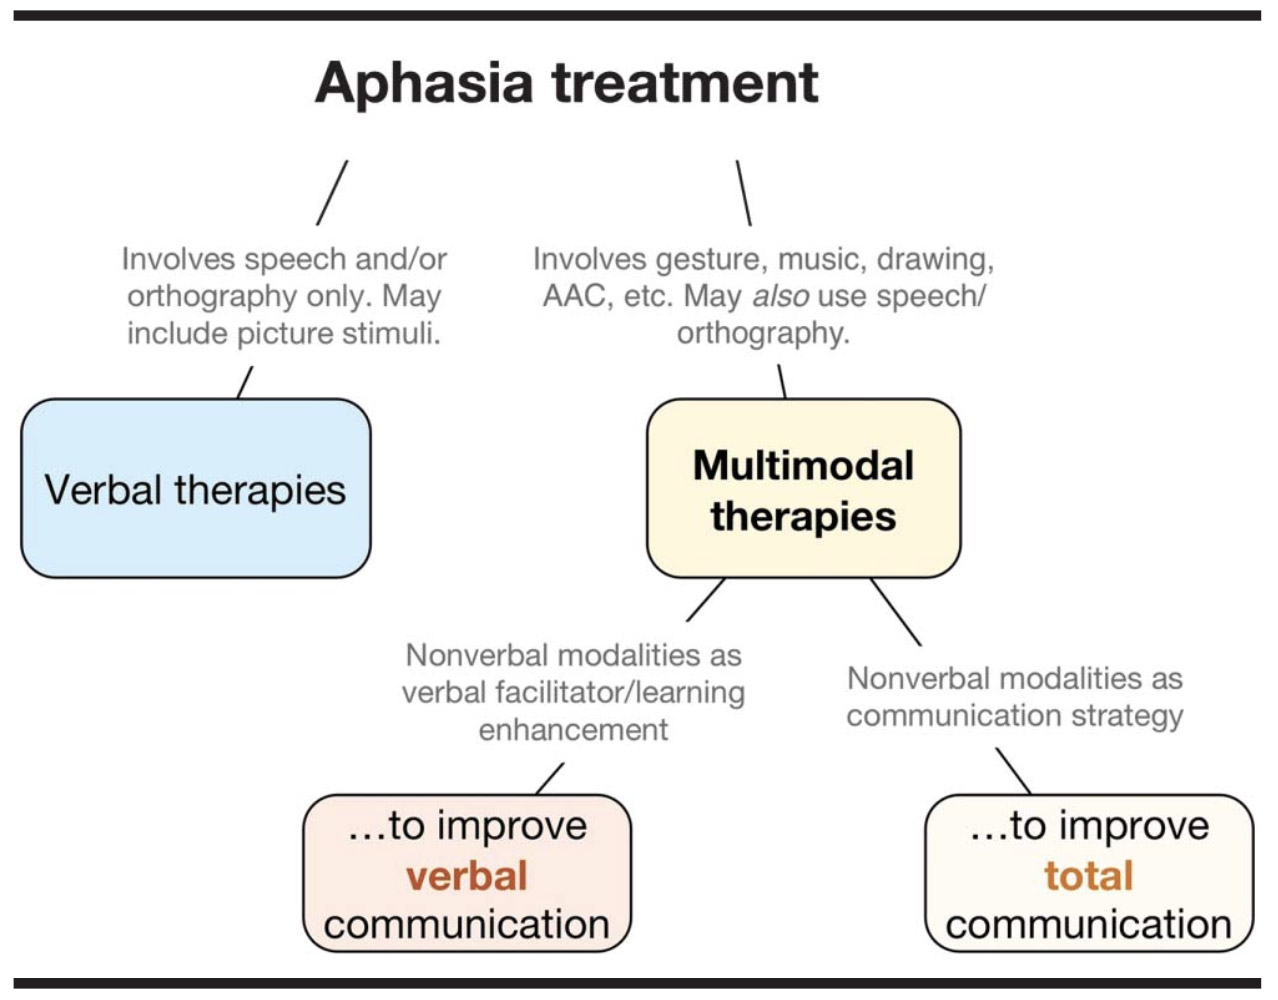 Aphasia treatment
Involves speech and/or
orthography only. May
include picture stimuli.
Involves gesture, music, drawing,
AAC, etc. May also use speech/
orthography.
Verbal therapies
Multimodal
therapies
Nonverbal modalities as
verbal facilitator/learning
enhancement
Nonverbal modalities as
communication strategy
...to improve
verbal
communication
...to improve
total
communication